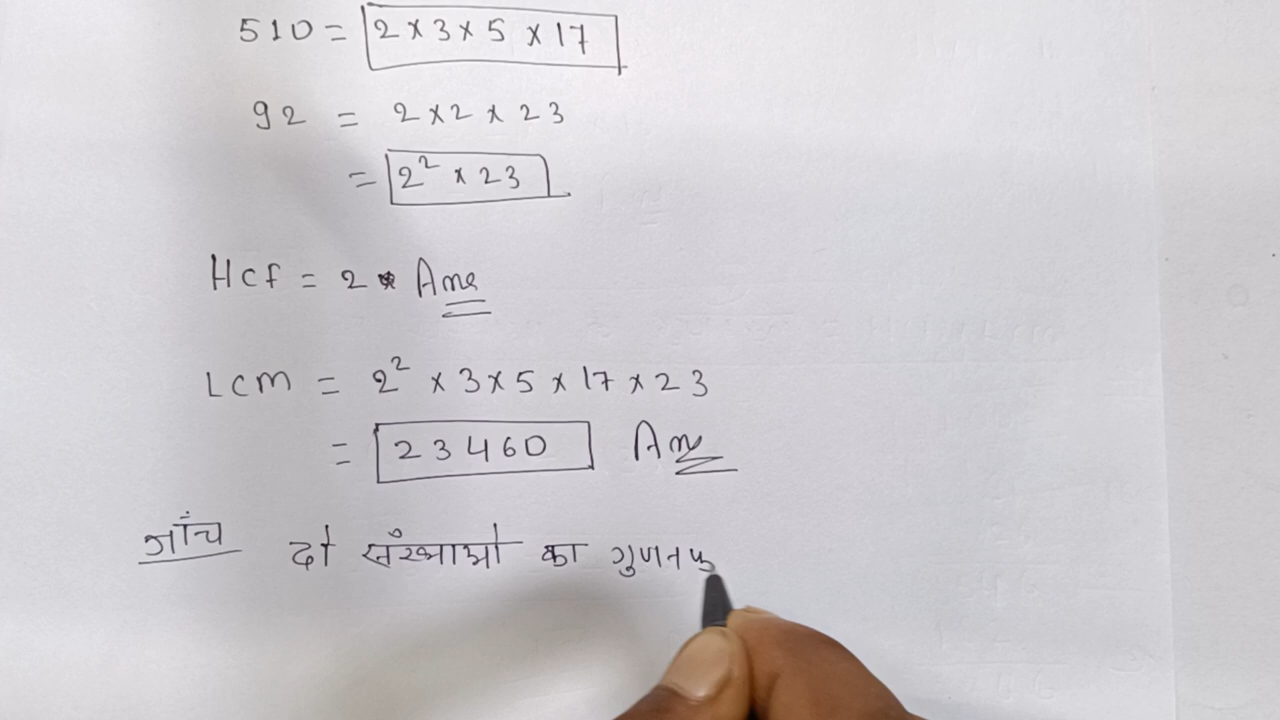 510 = 2 × 3 × 5 × 17
92 = 2 × 2 × 23
= 2² × 23
Hcf = 2 Ans
Lcm = 2² × 3 × 5 × 17 × 23
= 23460 Ans
जाँच दो संख्याओं का गुणनफ